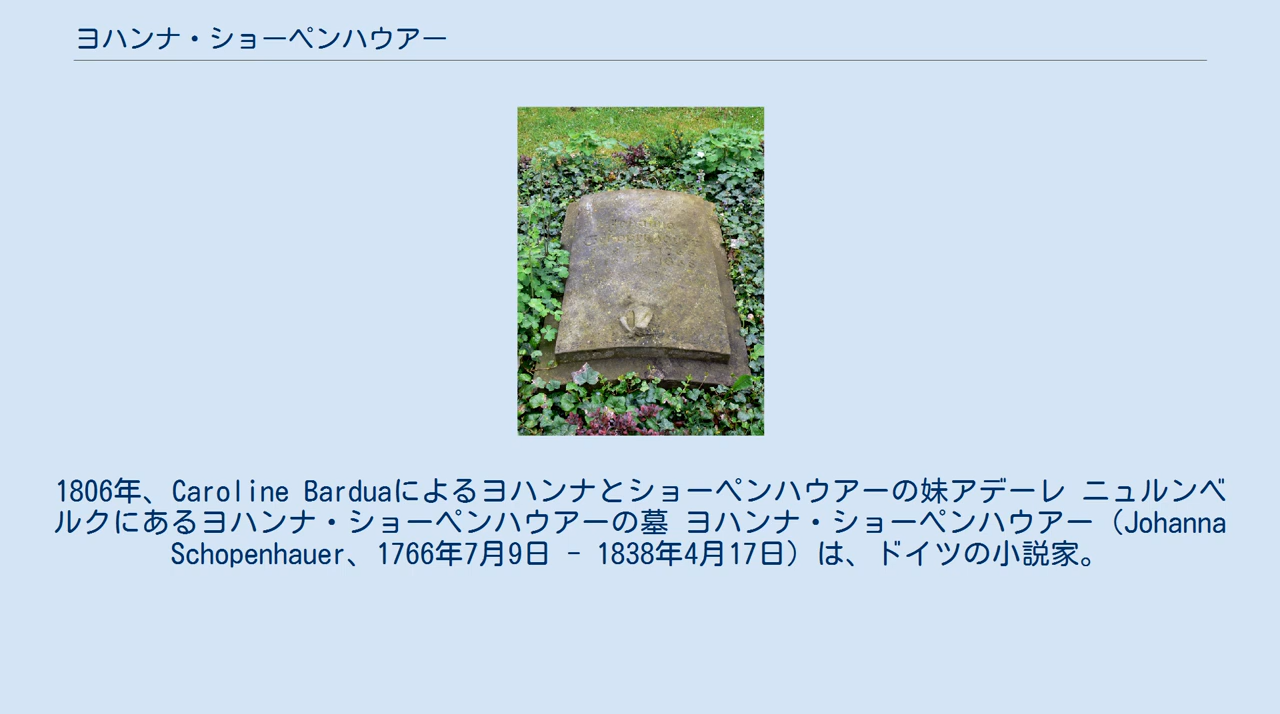 ヨハンナ・ショーペンハウアー
1806年、Caroline Barduaによるヨハンナとショーペンハウアーの妹アデーレ ニュルンベ
ルクにあるヨハンナ・ショーペンハウアーの墓 ヨハンナ・ショーペンハウアー（Johanna
Schopenhauer、1766年7月9日 - 1838年4月17日）は、ドイツの小説家。